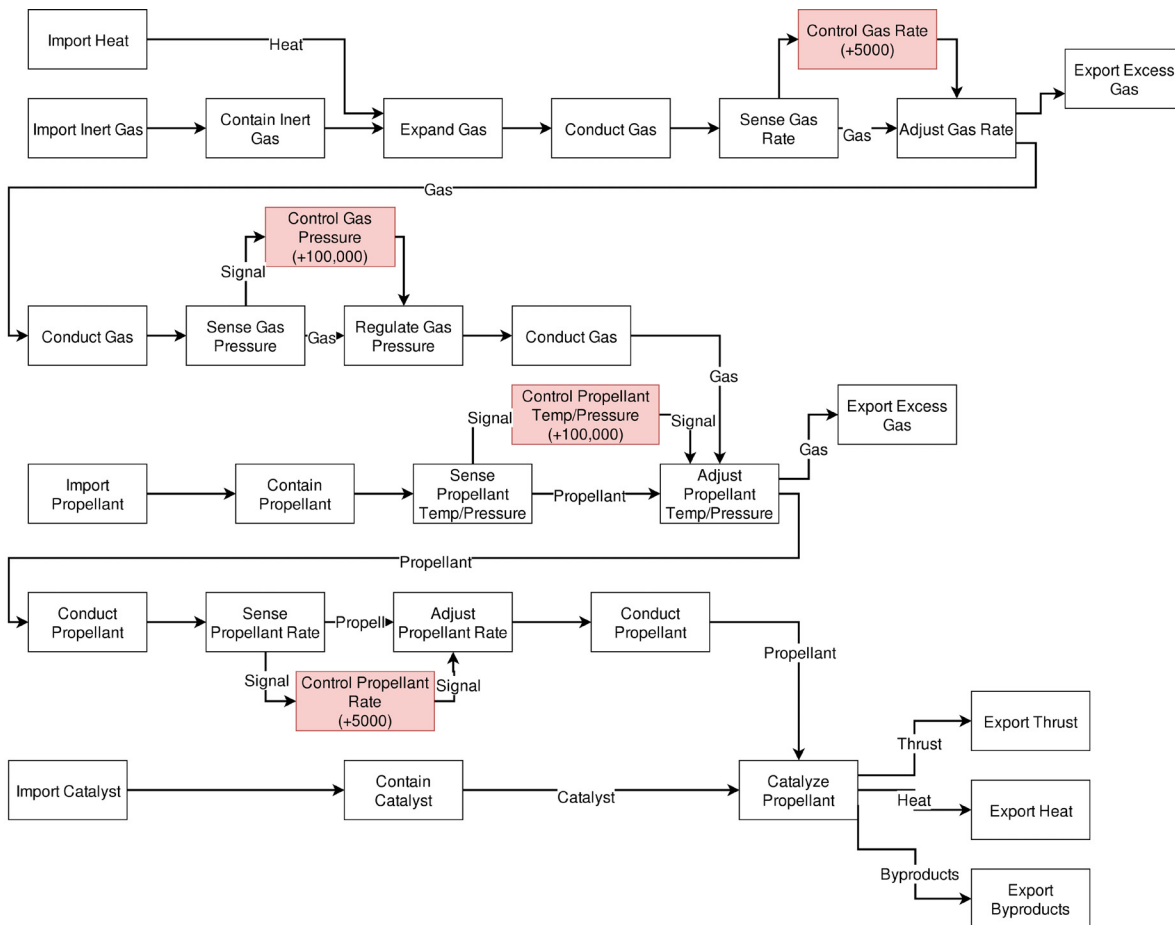 Import Heat
Heat
Control Gas Rate
(+5000)
Export Excess
Gas
Import Inert Gas
Contain Inert
Gas
Expand Gas
Conduct Gas
Sense Gas
Rate
Gas
Adjust Gas Rate
Gas
Control Gas
Pressure
(+100,000)
Signal
Conduct Gas
Sense Gas
Pressure
Gas
Regulate Gas
Pressure
Conduct Gas
Gas
Control Propellant
Temp/Pressure
(+100,000)
Signal
Signal
Export Excess
Gas
Gas
Import
Propellant
Contain
Propellant
Sense
Propellant
Temp/Pressure
Propellant
Adjust
Propellant
Temp/Pressure
Propellant
Conduct
Propellant
Sense
Propellant Rate
Propell
Adjust
Propellant Rate
Conduct
Propellant
Propellant
Signal
Control Propellant
Rate
(+5000)
Signal
Export Thrust
Thrust
Import Catalyst
Contain
Catalyst
Catalyst
Catalyze
Propellant
Heat
Export Heat
Byproducts
Export
Byproducts